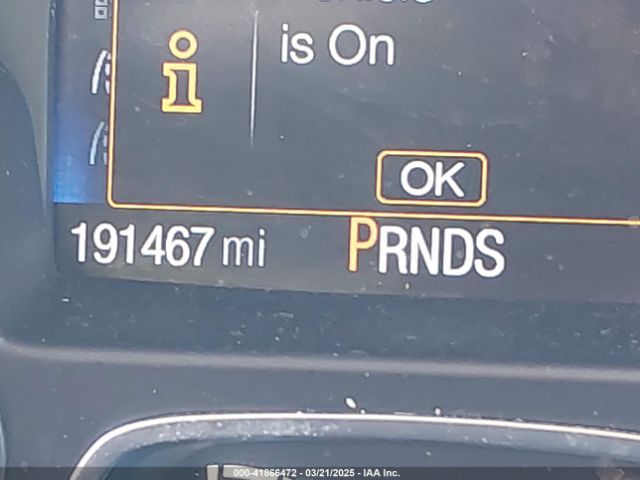 is On
OK
191467 mi PRNDS
000-41866472 - 03/21/2025 - IAA Inc.